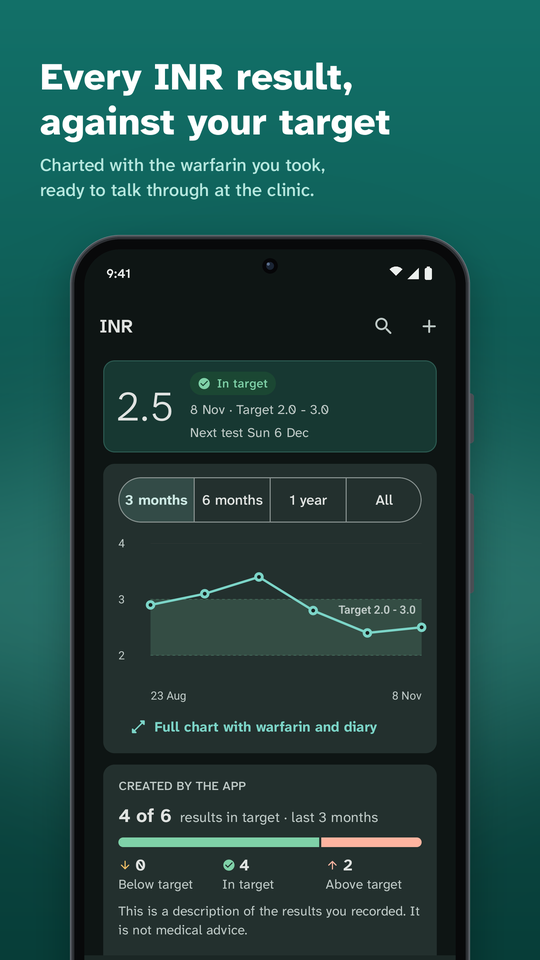 Every INR result,
against your target
Charted with the warfarin you took,
ready to talk through at the clinic.
9:41
INR
2.5
In target
8 Nov · Target 2.0 - 3.0
Next test Sun 6 Dec
3 months 6 months 1 year All
4
3
Target 2.0 - 3.0
2
23 Aug 8 Nov
Full chart with warfarin and diary
CREATED BY THE APP
4 of 6 results in target · last 3 months
0 4 2
Below target In target Above target
This is a description of the results you recorded. It
is not medical advice.